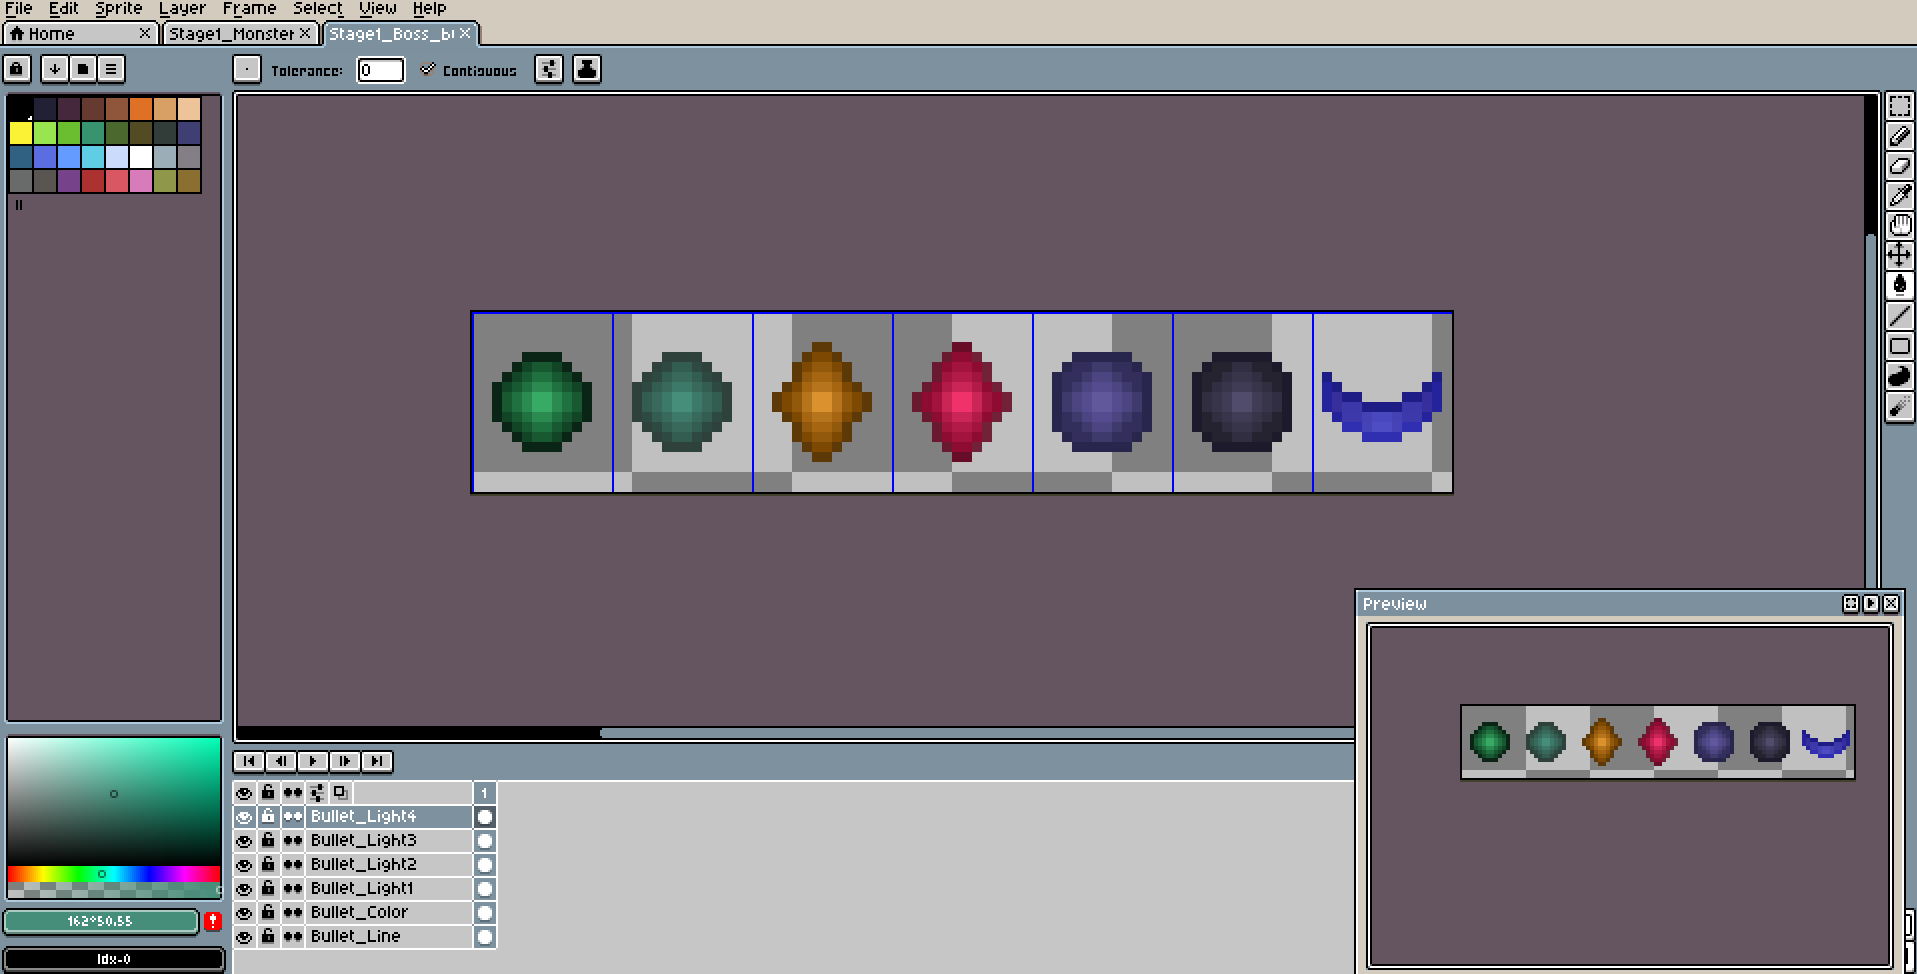 File Edit Sprite Layer Frame Select View Help
Home Stage1_Monster Stage1_Boss_b
Tolerance: 0 Contiguous
Preview
1
Bullet_Light4
Bullet_Light3
Bullet_Light2
Bullet_Light1
Bullet_Color
Bullet_Line
162°50,55
Idx-0